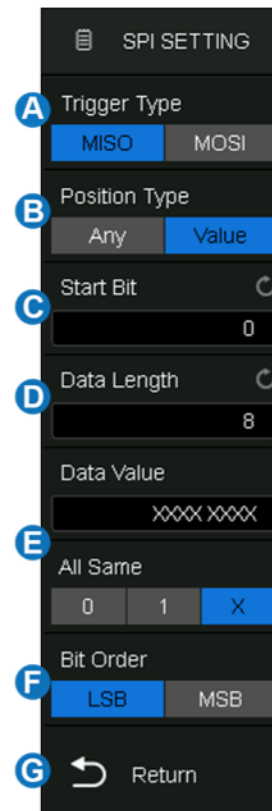 SPI SETTING
A Trigger Type
MISO MOSI
B Position Type
Any Value
C Start Bit
0
D Data Length
8
Data Value
XXXX XXXX
E
All Same
0 1 X
Bit Order
F LSB MSB
G Return